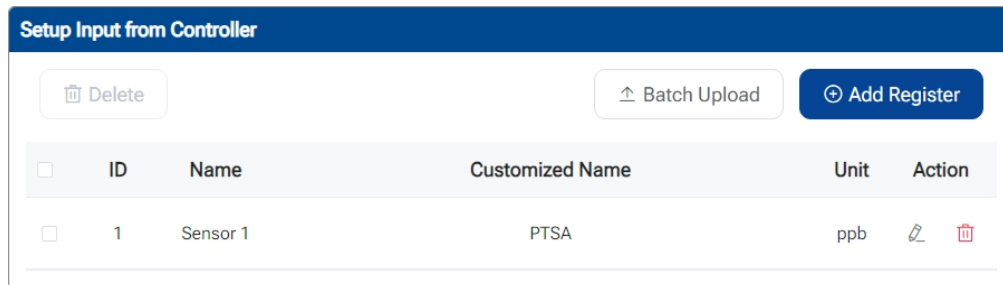 Setup Input from Controller
Delete
Batch Upload
Add Register
ID Name Customized Name Unit Action
1 Sensor 1 PTSA ppb